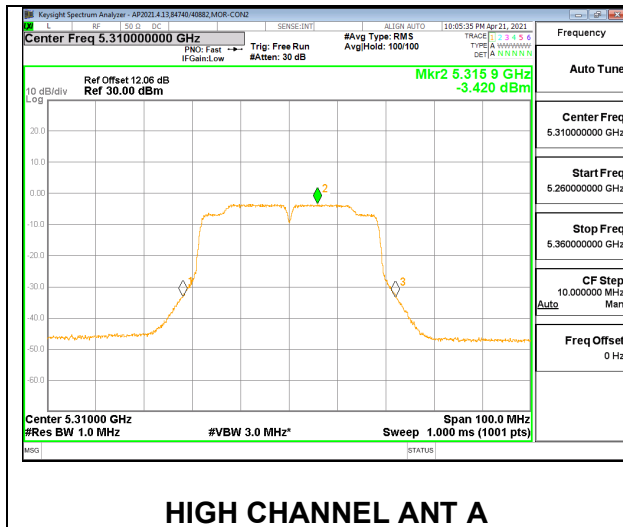 Keysight Spectrum Analyzer - AP2021.4.13,84740/40882,MOR-CON2
L RF 50 Ω DC SENSE:INT ALIGN AUTO 10:05:35 PM Apr 21, 2021
Center Freq 5.310000000 GHz
PNO: Fast
IFGain:Low
Trig: Free Run
#Atten: 30 dB
#Avg Type: RMS
Avg|Hold: 100/100
TRACE 1 2 3 4 5 6
TYPE A WWWWW
DET A N N N N N
Ref Offset 12.06 dB
10 dB/div Ref 30.00 dBm
Log
Mkr2 5.315 9 GHz
-3.420 dBm
20.0
10.0
0.00
-10.0
-20.0
-30.0
-40.0
-50.0
-60.0
1
2
3
Center 5.31000 GHz Span 100.0 MHz
#Res BW 1.0 MHz #VBW 3.0 MHz* Sweep 1.000 ms (1001 pts)
MSG STATUS
Frequency
Auto Tune
Center Freq
5.310000000 GHz
Start Freq
5.260000000 GHz
Stop Freq
5.360000000 GHz
CF Step
10.000000 MHz
Auto Man
Freq Offset
0 Hz
HIGH CHANNEL ANT A